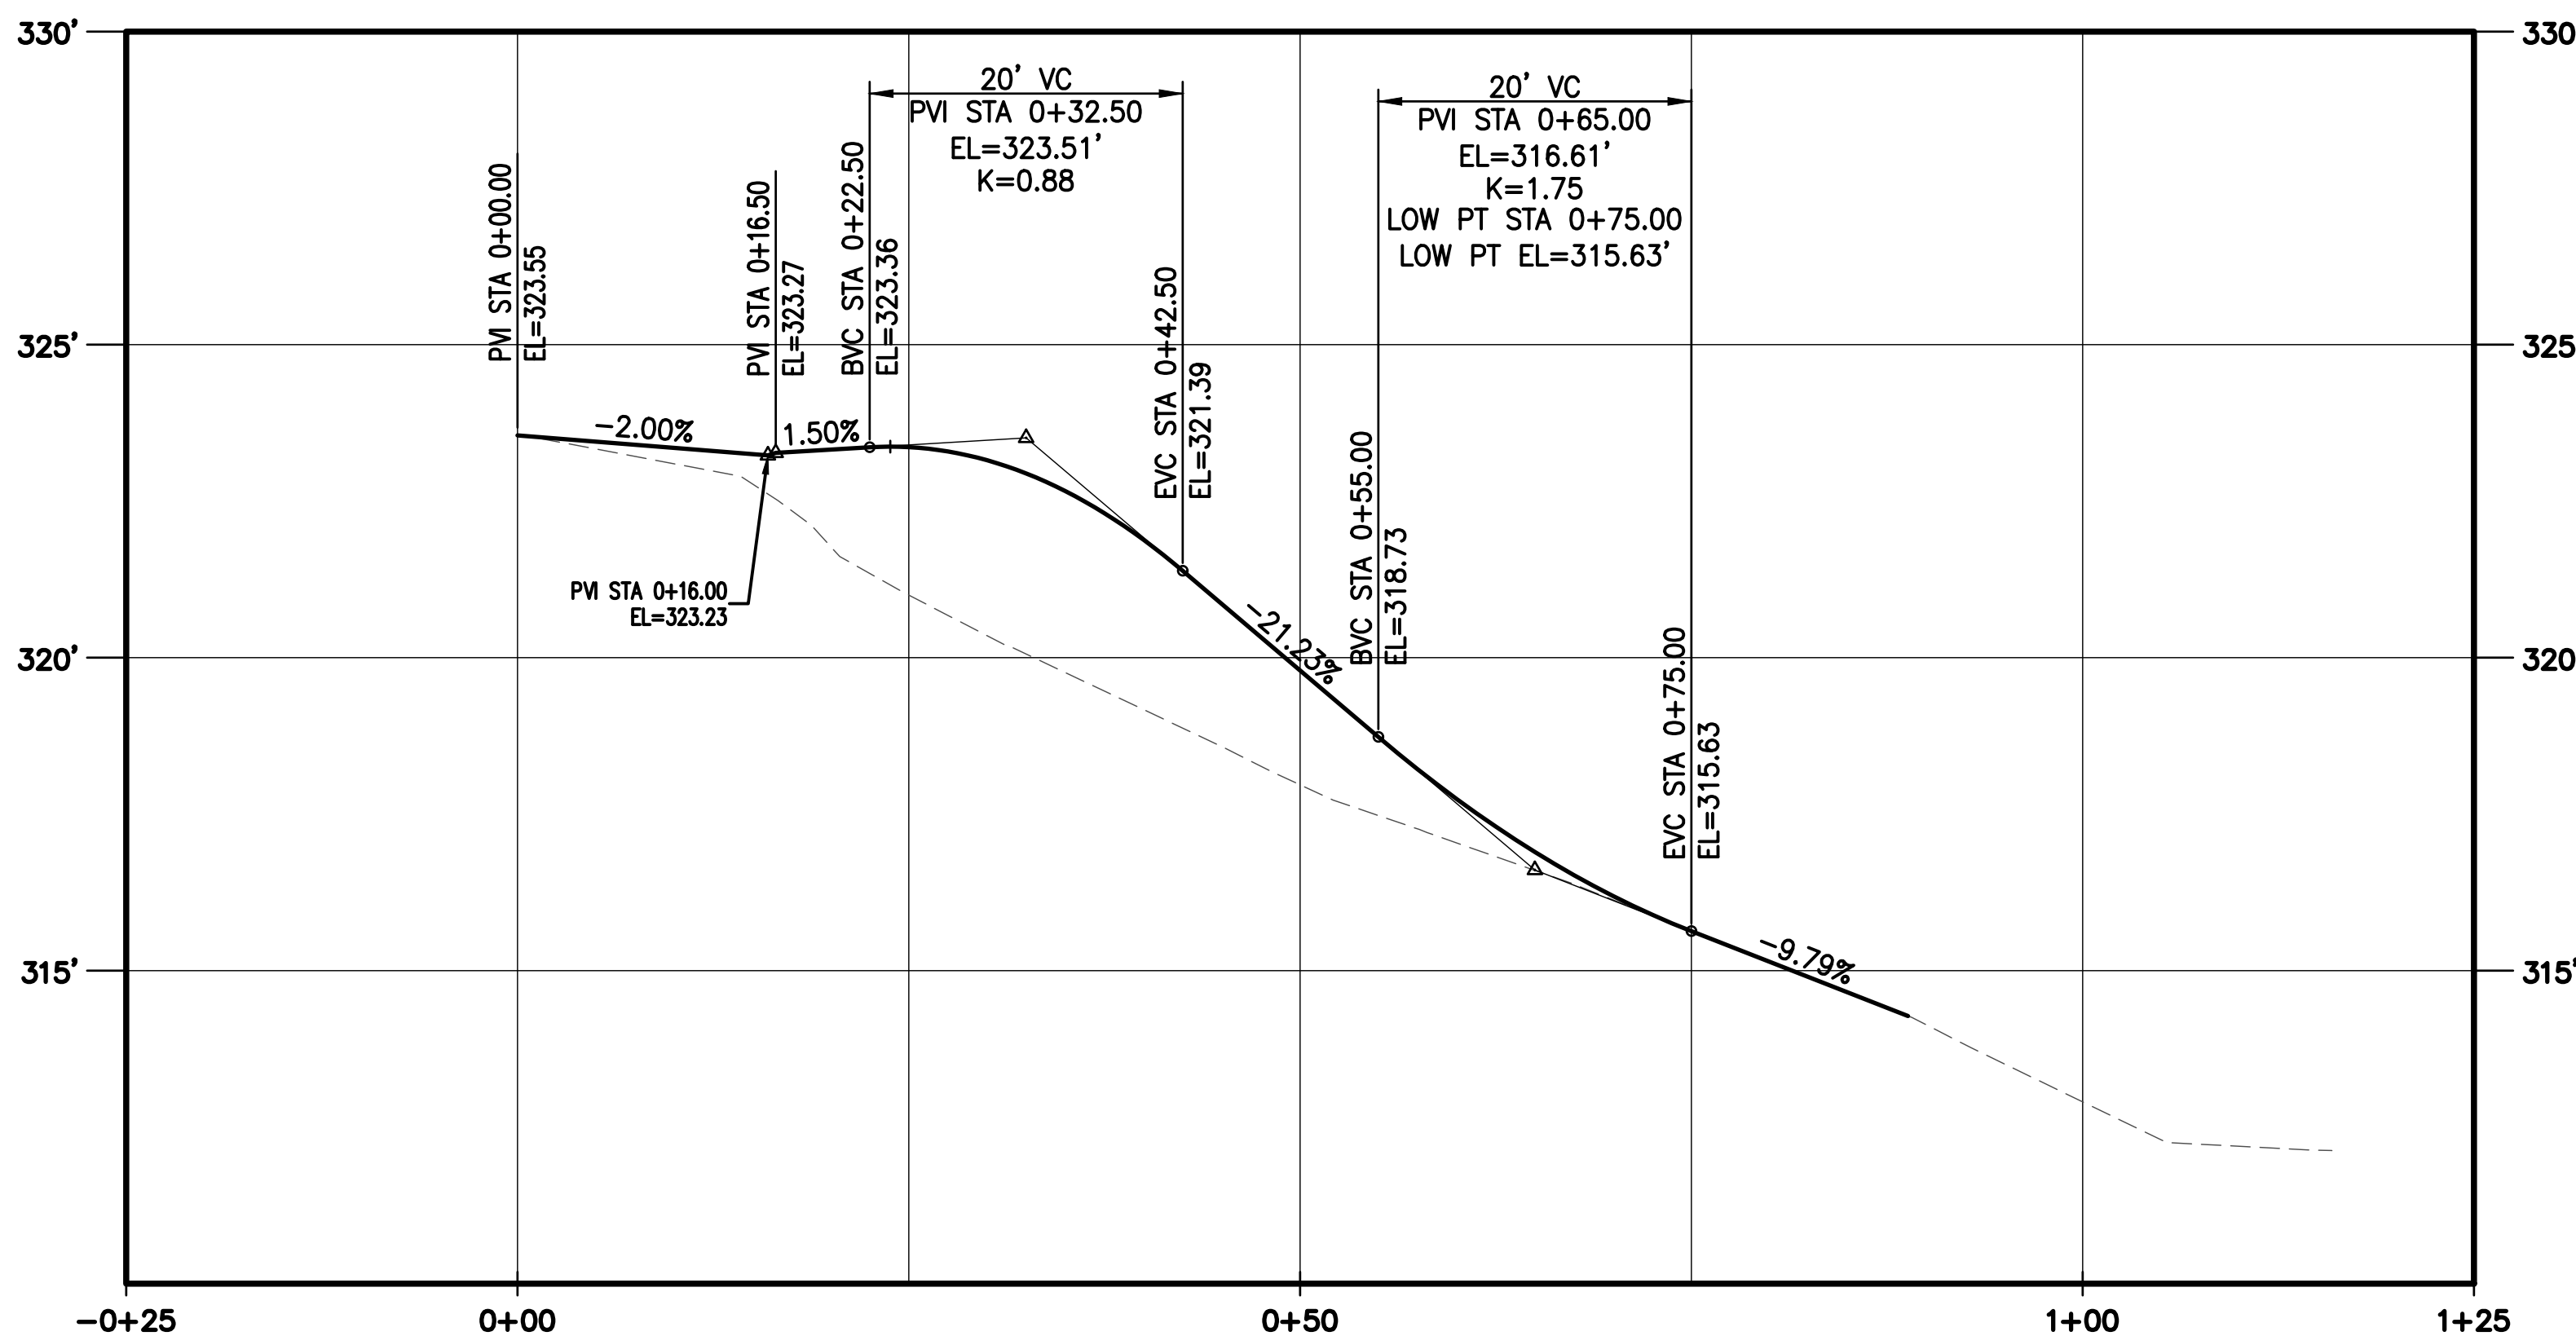 330’
330
20’ VC
PVI STA 0+32.50
EL=323.51’
K=0.88
20’ VC
PVI STA 0+65.00
EL=316.61’
K=1.75
LOW PT STA 0+75.00
LOW PT EL=315.63’
PVI STA 0+00.00
EL=323.55
PVI STA 0+16.50
EL=323.27
BVC STA 0+22.50
EL=323.36
EVC STA 0+42.50
EL=321.39
BVC STA 0+55.00
EL=318.73
EVC STA 0+75.00
EL=315.63
325’
325
-2.00%
1.50%
PVI STA 0+16.00
EL=323.23
-21.23%
320’
320
-9.79%
315’
315’
-0+25
0+00
0+50
1+00
1+25